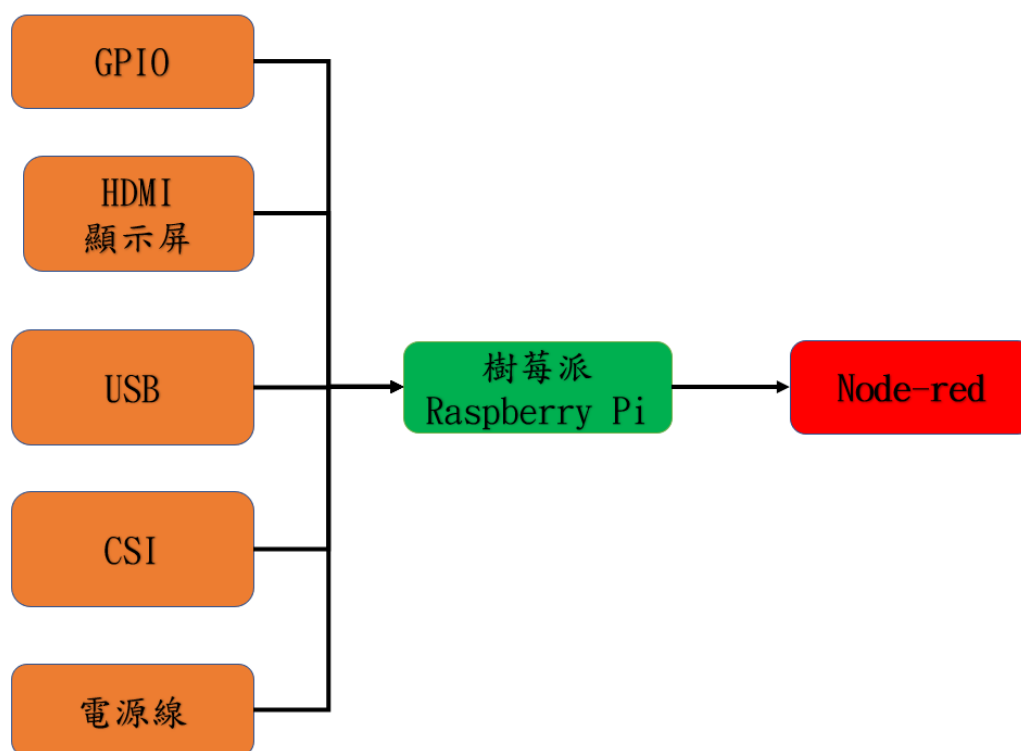 GPIO
HDMI
顯示屏
USB
CSI
電源線
樹莓派
Raspberry Pi
Node-red